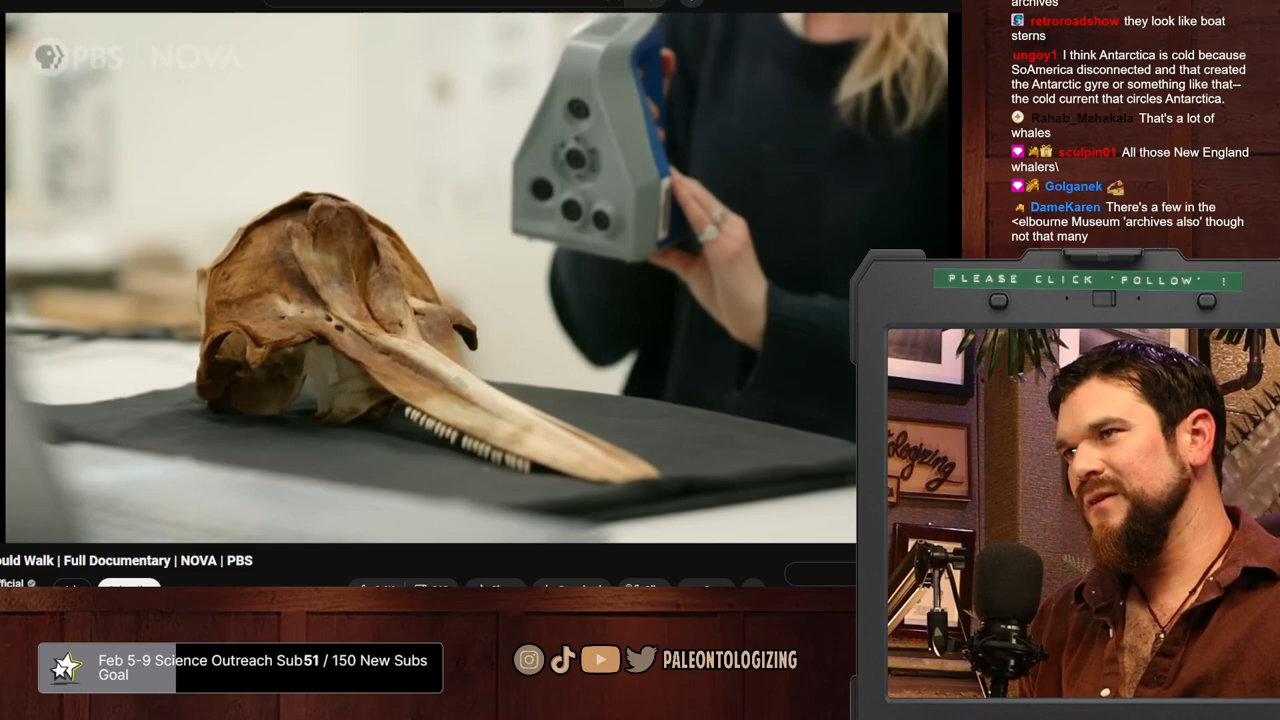 PBS NOVA
ould Walk | Full Documentary | NOVA | PBS
fficial
archives
retroroadshow they look like boat
sterns
ungoy1 I think Antarctica is cold because
SoAmerica disconnected and that created
the Antarctic gyre or something like that--
the cold current that circles Antarctica.
Rahab_Mahakala That's a lot of
whales
sculpin01 All those New England
whalers\
Golganek
DameKaren There's a few in the
<elbourne Museum 'archives also' though
not that many
PLEASE CLICK 'FOLLOW' !
ologizing
Feb 5-9 Science Outreach Sub 51 / 150 New Subs
Goal
PALEONTOLOGIZING